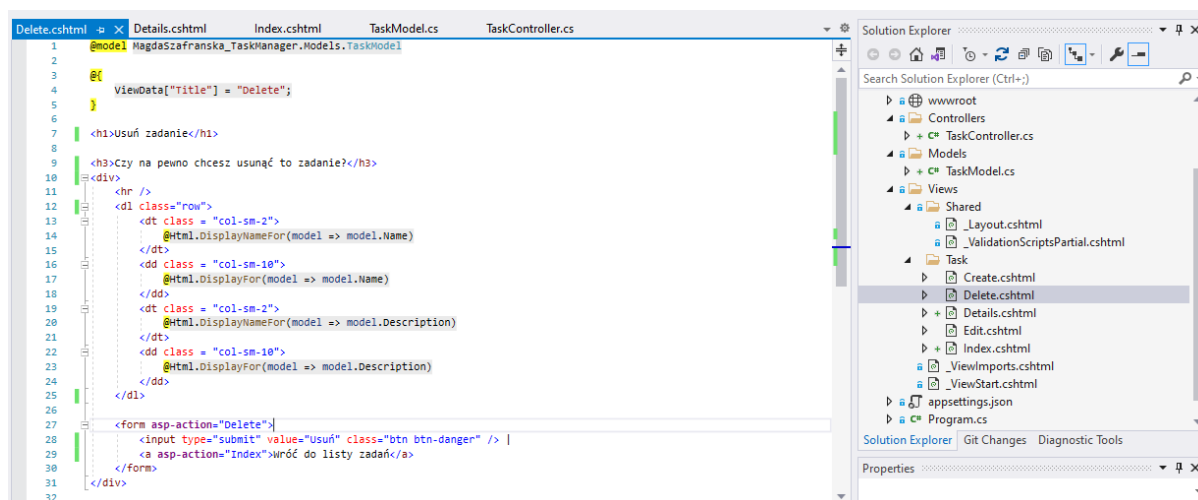 Delete.cshtml Details.cshtml Index.cshtml TaskModel.cs TaskController.cs
1 @model MagdaSzafranska_TaskManager.Models.TaskModel
2
3 @{
4 ViewData["Title"] = "Delete";
5 }
6
7 <h1>Usuń zadanie</h1>
8
9 <h3>Czy na pewno chcesz usunąć to zadanie?</h3>
10 <div>
11 <hr />
12 <dl class="row">
13 <dt class = "col-sm-2">
14 @Html.DisplayNameFor(model => model.Name)
15 </dt>
16 <dd class = "col-sm-10">
17 @Html.DisplayFor(model => model.Name)
18 </dd>
19 <dt class = "col-sm-2">
20 @Html.DisplayNameFor(model => model.Description)
21 </dt>
22 <dd class = "col-sm-10">
23 @Html.DisplayFor(model => model.Description)
24 </dd>
25 </dl>
26
27 <form asp-action="Delete">
28 <input type="submit" value="Usuń" class="btn btn-danger" /> |
29 <a asp-action="Index">Wróć do listy zadań</a>
30 </form>
31 </div>
32
Solution Explorer
Search Solution Explorer (Ctrl+;)
wwwroot
Controllers
+ C# TaskController.cs
Models
+ C# TaskModel.cs
Views
Shared
_Layout.cshtml
_ValidationScriptsPartial.cshtml
Task
Create.cshtml
Delete.cshtml
+ Details.cshtml
Edit.cshtml
+ Index.cshtml
_ViewImports.cshtml
_ViewStart.cshtml
appsettings.json
C# Program.cs
Solution Explorer Git Changes Diagnostic Tools
Properties